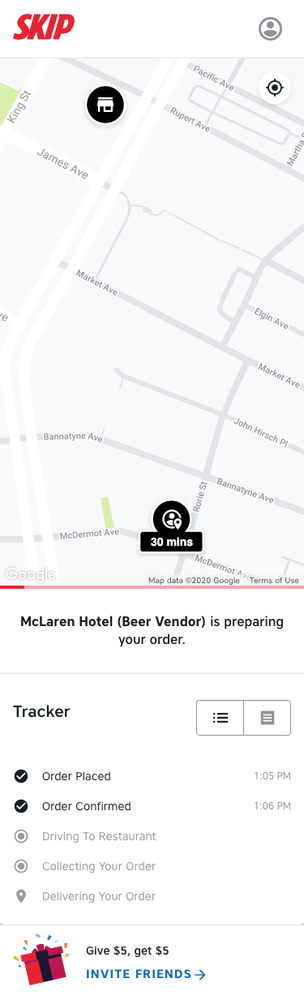 SKIP
Pacific Ave
King St
Rupert Ave
Martha
James Ave
Market Ave
ve
Elgin Ave
Market Ave
John Hirsch Pl
Bannatyne Ave
Bannatyne Ave
Rorie St
McDermot Ave
30 mins
McDermot Ave
Google
Map data ©2020 Google
Terms of Use
McLaren Hotel (Beer Vendor) is preparing
your order.
Tracker
Order Placed 1:05 PM
Order Confirmed 1:06 PM
Driving To Restaurant
Collecting Your Order
Delivering Your Order
Give $5, get $5
INVITE FRIENDS